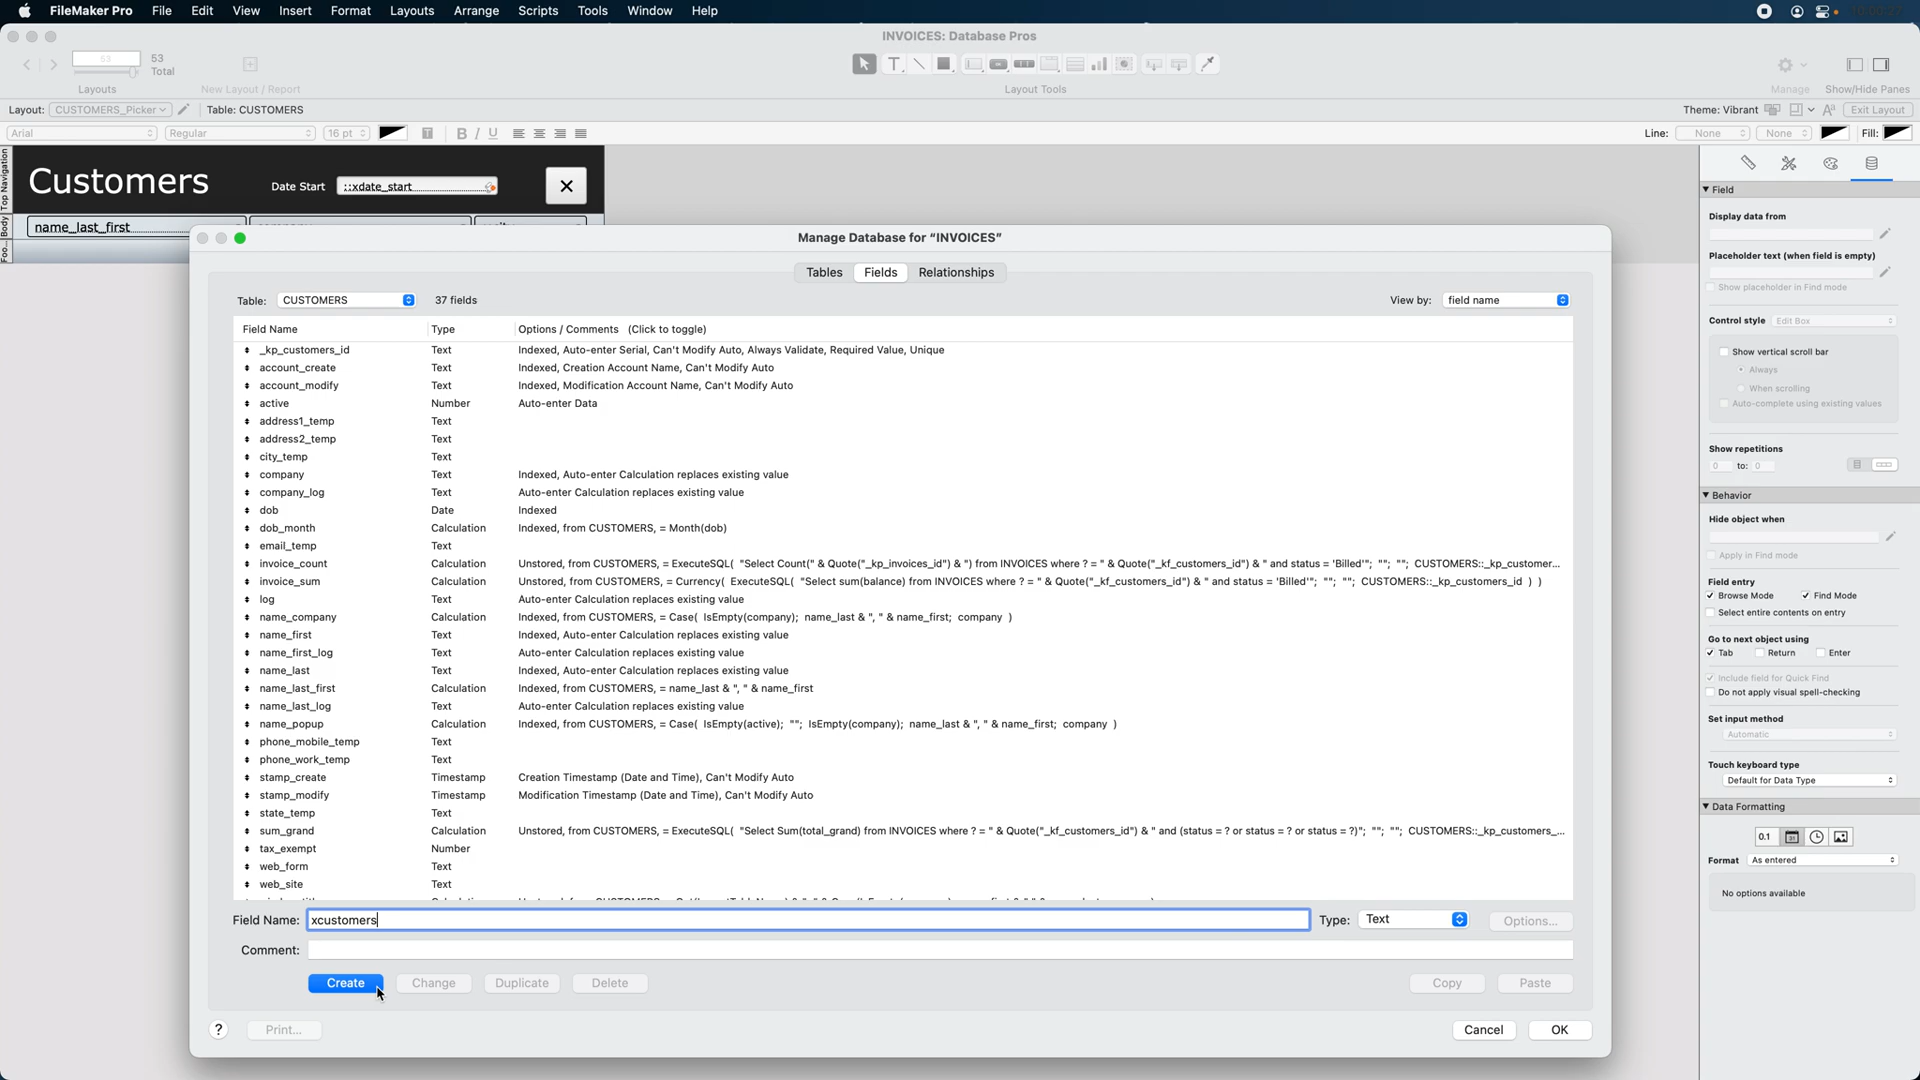 FileMaker Pro File Edit View Insert Format Layouts Arrange Scripts Tools Window Help
INVOICES: Database Pros
53 53 Total
Layouts New Layout / Report Layout Tools Manage Show/Hide Panes
Layout: CUSTOMERS_Picker Table: CUSTOMERS Theme: Vibrant Exit Layout
Arial Regular 16 pt B I U Line: None None Fill:
Top Navigation
Body
Foo...
Customers Date Start ::xdate_start
name_last_first
Manage Database for “INVOICES”
Tables Fields Relationships
Table: CUSTOMERS 37 fields View by: field name
Field Name Type Options / Comments (Click to toggle)
_kp_customers_id Text Indexed, Auto-enter Serial, Can't Modify Auto, Always Validate, Required Value, Unique
account_create Text Indexed, Creation Account Name, Can't Modify Auto
account_modify Text Indexed, Modification Account Name, Can't Modify Auto
active Number Auto-enter Data
address1_temp Text
address2_temp Text
city_temp Text
company Text Indexed, Auto-enter Calculation replaces existing value
company_log Text Auto-enter Calculation replaces existing value
dob Date Indexed
dob_month Calculation Indexed, from CUSTOMERS, = Month(dob)
email_temp Text
invoice_count Calculation Unstored, from CUSTOMERS, = ExecuteSQL( "Select Count(" & Quote("_kp_invoices_id") & ") from INVOICES where ? = " & Quote("_kf_customers_id") & " and status = 'Billed'"; ""; ""; CUSTOMERS::_kp_customer...
invoice_sum Calculation Unstored, from CUSTOMERS, = Currency( ExecuteSQL( "Select sum(balance) from INVOICES where ? = " & Quote("_kf_customers_id") & " and status = 'Billed'"; ""; ""; CUSTOMERS::_kp_customers_id ) )
log Text Auto-enter Calculation replaces existing value
name_company Calculation Indexed, from CUSTOMERS, = Case( IsEmpty(company); name_last & ", " & name_first; company )
name_first Text Indexed, Auto-enter Calculation replaces existing value
name_first_log Text Auto-enter Calculation replaces existing value
name_last Text Indexed, Auto-enter Calculation replaces existing value
name_last_first Calculation Indexed, from CUSTOMERS, = name_last & ", " & name_first
name_last_log Text Auto-enter Calculation replaces existing value
name_popup Calculation Indexed, from CUSTOMERS, = Case( IsEmpty(active); ""; IsEmpty(company); name_last & ", " & name_first; company )
phone_mobile_temp Text
phone_work_temp Text
stamp_create Timestamp Creation Timestamp (Date and Time), Can't Modify Auto
stamp_modify Timestamp Modification Timestamp (Date and Time), Can't Modify Auto
state_temp Text
sum_grand Calculation Unstored, from CUSTOMERS, = ExecuteSQL( "Select Sum(total_grand) from INVOICES where ? = " & Quote("_kf_customers_id") & " and (status = ? or status = ? or status = ?)"; ""; ""; CUSTOMERS::_kp_customers_...
tax_exempt Number
web_form Text
web_site Text
Field Name: xcustomers Type: Text Options...
Comment:
Create Change Duplicate Delete Copy Paste
? Print... Cancel OK
Field
Display data from
Placeholder text (when field is empty)
Show placeholder in Find mode
Control style Edit Box
Show vertical scroll bar
Always
When scrolling
Auto-complete using existing values
Show repetitions
0 to: 0
Behavior
Hide object when
Apply in Find mode
Field entry
Browse Mode Find Mode
Select entire contents on entry
Go to next object using
Tab Return Enter
Include field for Quick Find
Do not apply visual spell-checking
Set input method
Automatic
Touch keyboard type
Default for Data Type
Data Formatting
0.1
Format As entered
No options available